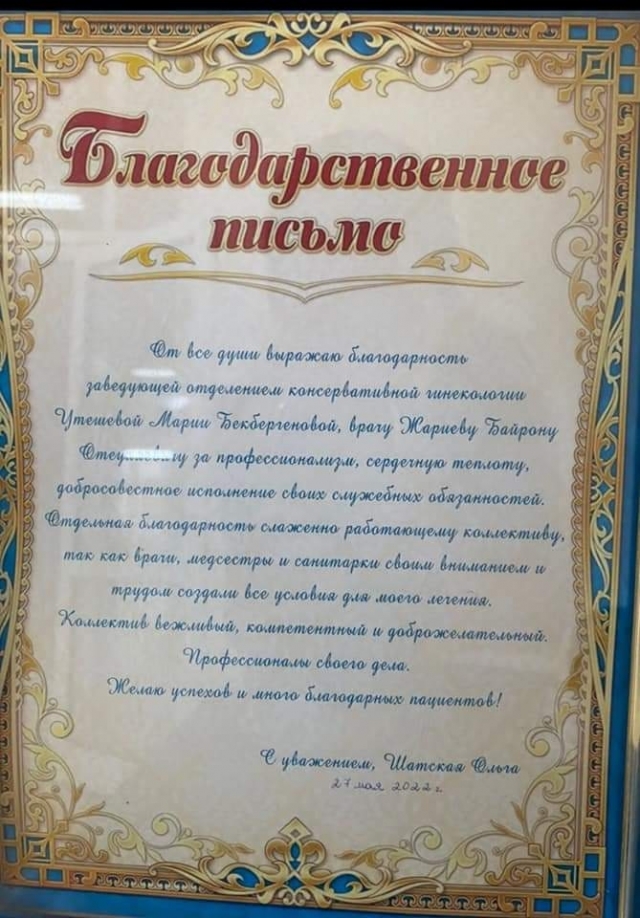 Благодарственное
письмо
От все души выражаю благодарность
заведующей отделением консервативной гинекологии
Утешевой Марии Бекбергеновой, врачу Жариеву Байрону
за профессионализм, сердечную теплоту,
добросовестное исполнение своих служебных обязанностей.
Отдельная благодарность слаженно работающему коллективу,
так как врачи, медсестры и санитарки своим вниманием и
трудом создали все условия для моего лечения.
Коллектив вежливый, компетентный и доброжелательный.
Профессионалы своего дела.
Желаю успехов и много благодарных пациентов!
С уважением, Шатская Ольга
27 мая 2022 г.